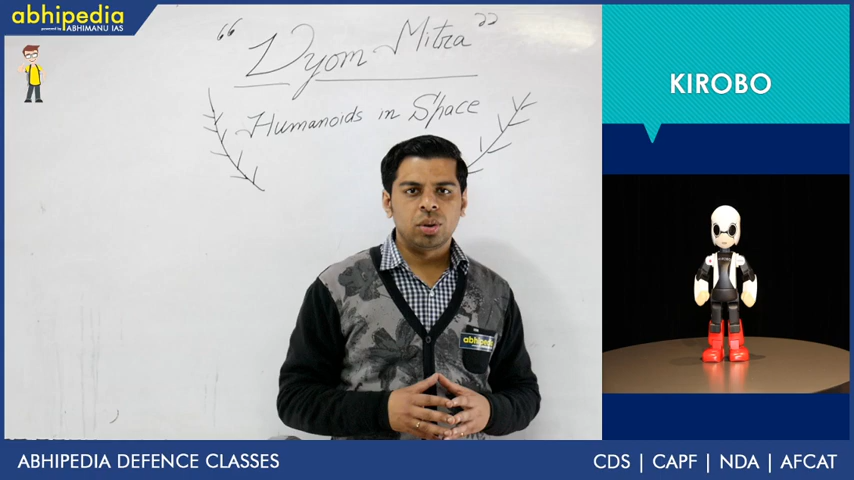 abhipedia
powered by ABHIMANU IAS
“Vyom Mitra”
Humanoids in Space
KIROBO
abhipedia
ABHIPEDIA DEFENCE CLASSES
CDS | CAPF | NDA | AFCAT